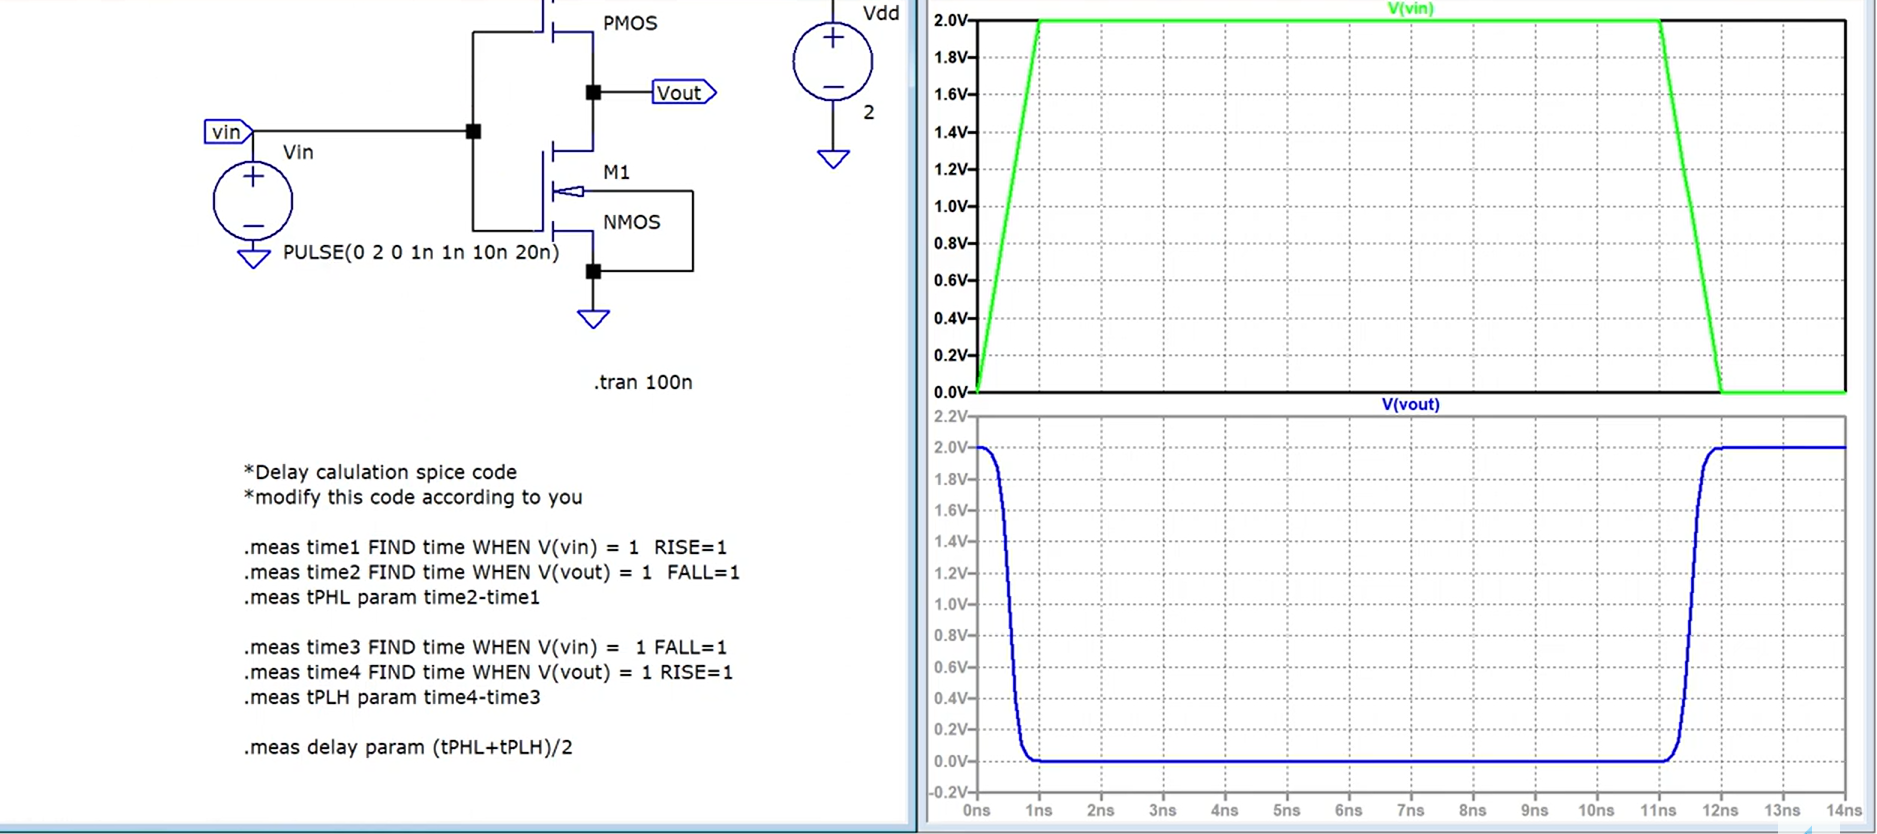 PMOS
Vdd
Vout
2
vin
Vin
M1
NMOS
PULSE(0 2 0 1n 1n 10n 20n)
.tran 100n
*Delay calulation spice code
*modify this code according to you
.meas time1 FIND time WHEN V(vin) = 1 RISE=1
.meas time2 FIND time WHEN V(vout) = 1 FALL=1
.meas tPHL param time2-time1
.meas time3 FIND time WHEN V(vin) = 1 FALL=1
.meas time4 FIND time WHEN V(vout) = 1 RISE=1
.meas tPLH param time4-time3
.meas delay param (tPHL+tPLH)/2
V(vin)
2.0V
1.8V
1.6V
1.4V
1.2V
1.0V
0.8V
0.6V
0.4V
0.2V
0.0V
V(vout)
2.2V
2.0V
1.8V
1.6V
1.4V
1.2V
1.0V
0.8V
0.6V
0.4V
0.2V
0.0V
-0.2V
0ns 1ns 2ns 3ns 4ns 5ns 6ns 7ns 8ns 9ns 10ns 11ns 12ns 13ns 14ns